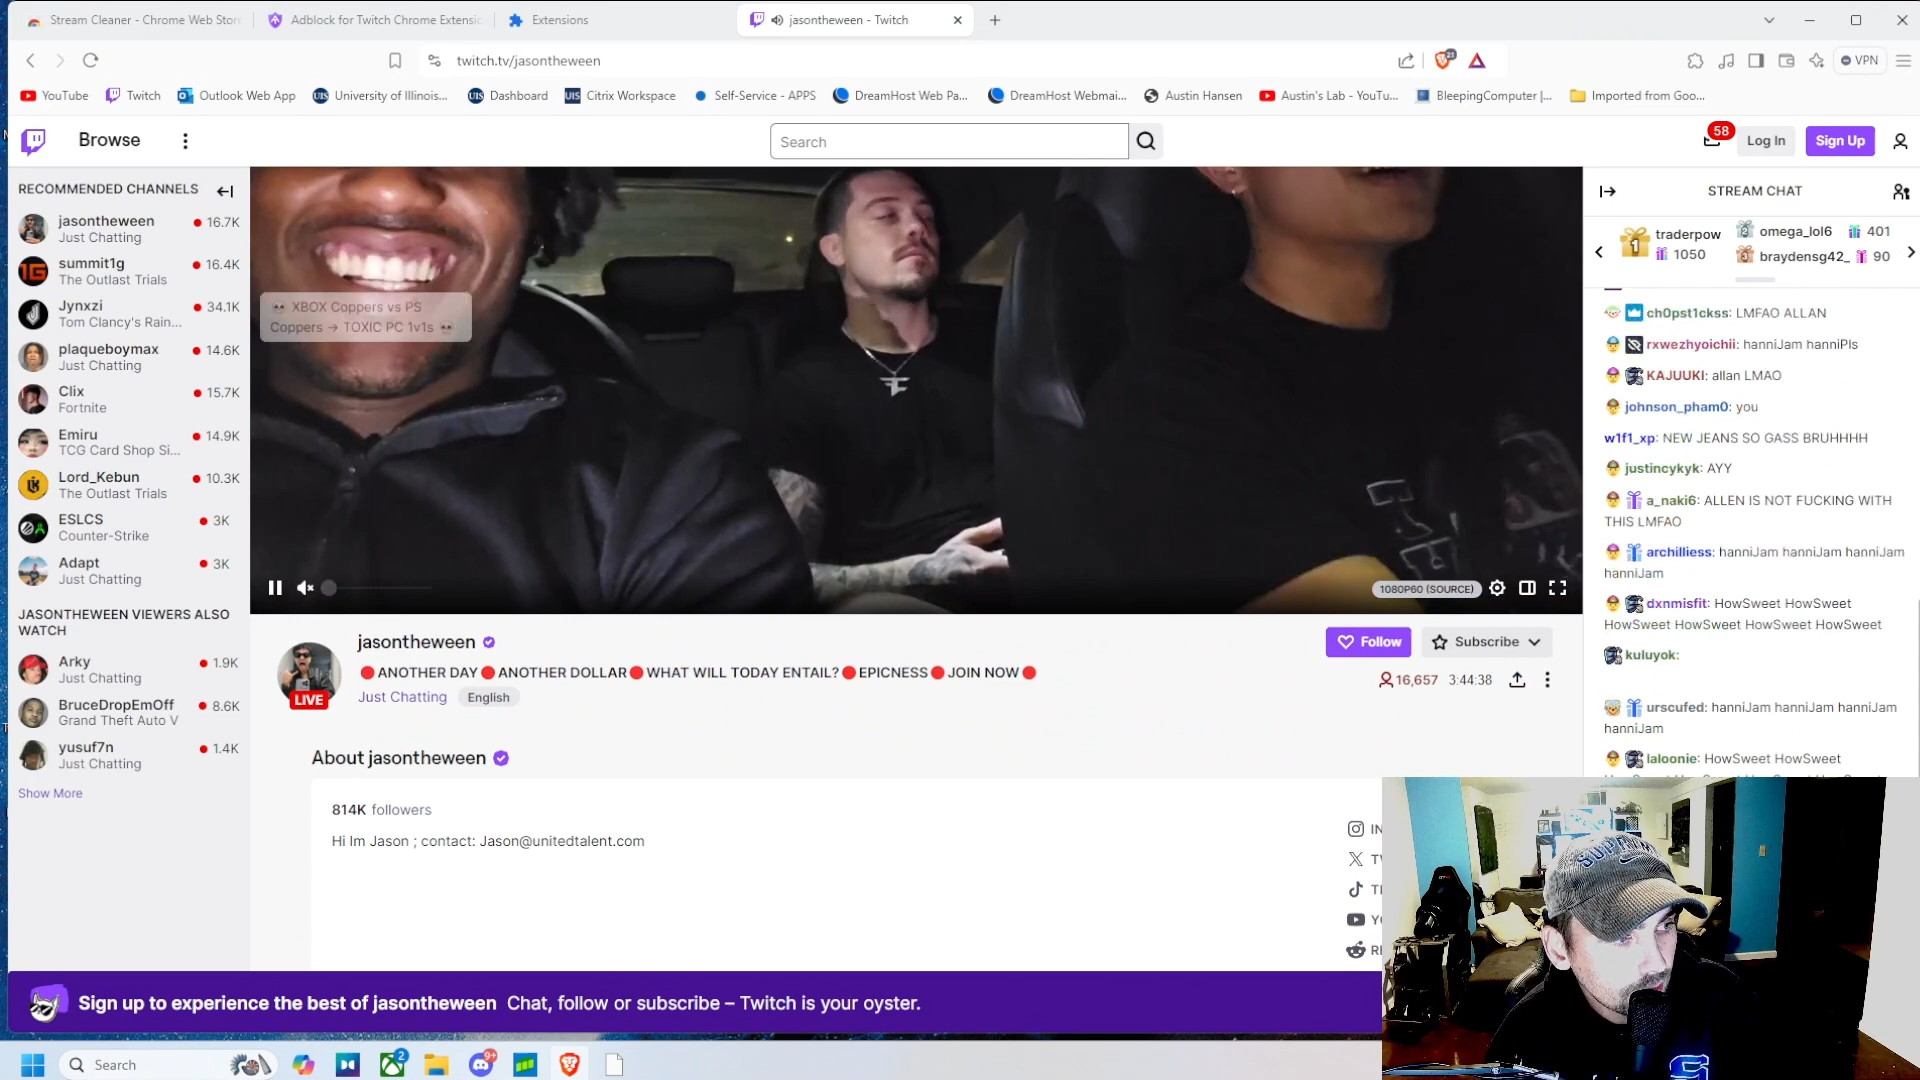 Stream Cleaner - Chrome Web Stor
Adblock for Twitch Chrome Extensi
Extensions
jasontheween - Twitch
twitch.tv/jasontheween
23
VPN
YouTube
Twitch
Outlook Web App
University of Illinois...
Dashboard
Citrix Workspace
Self-Service - APPS
DreamHost Web Pa...
DreamHost Webmai...
Austin Hansen
Austin's Lab - YouTu...
BleepingComputer |...
Imported from Goo...
Browse
Search
58
Log In
Sign Up
RECOMMENDED CHANNELS
jasontheween 16.7K
Just Chatting
summit1g 16.4K
The Outlast Trials
Jynxzi 34.1K
Tom Clancy's Rain...
plaqueboymax 14.6K
Just Chatting
Clix 15.7K
Fortnite
Emiru 14.9K
TCG Card Shop Si...
Lord_Kebun 10.3K
The Outlast Trials
ESLCS 3K
Counter-Strike
Adapt 3K
Just Chatting
JASONTHEWEEN VIEWERS ALSO
WATCH
Arky 1.9K
Just Chatting
BruceDropEmOff 8.6K
Grand Theft Auto V
yusuf7n 1.4K
Just Chatting
Show More
XBOX Coppers vs PS
Coppers → TOXIC PC 1v1s
1080P60 (SOURCE)
jasontheween
LIVE
ANOTHER DAY ANOTHER DOLLAR WHAT WILL TODAY ENTAIL? EPICNESS JOIN NOW
Just Chatting English
Follow
Subscribe
16,657 3:44:38
About jasontheween
814K followers
Hi Im Jason ; contact: Jason@unitedtalent.com
STREAM CHAT
1
traderpow
1050
2 omega_lol6 401
3 braydensg42_ 90
ch0pst1ckss: LMFAO ALLAN
rxwezhyoichii: hanniJam hanniPls
KAJUUKI: allan LMAO
johnson_pham0: you
w1f1_xp: NEW JEANS SO GASS BRUHHHH
justincykyk: AYY
a_naki6: ALLEN IS NOT FUCKING WITH
THIS LMFAO
archilliess: hanniJam hanniJam hanniJam
hanniJam
dxnmisfit: HowSweet HowSweet
HowSweet HowSweet HowSweet HowSweet
kuluyok:
urscufed: hanniJam hanniJam hanniJam
hanniJam
laloonie: HowSweet HowSweet
Sign up to experience the best of jasontheween Chat, follow or subscribe – Twitch is your oyster.
Search
2
9+